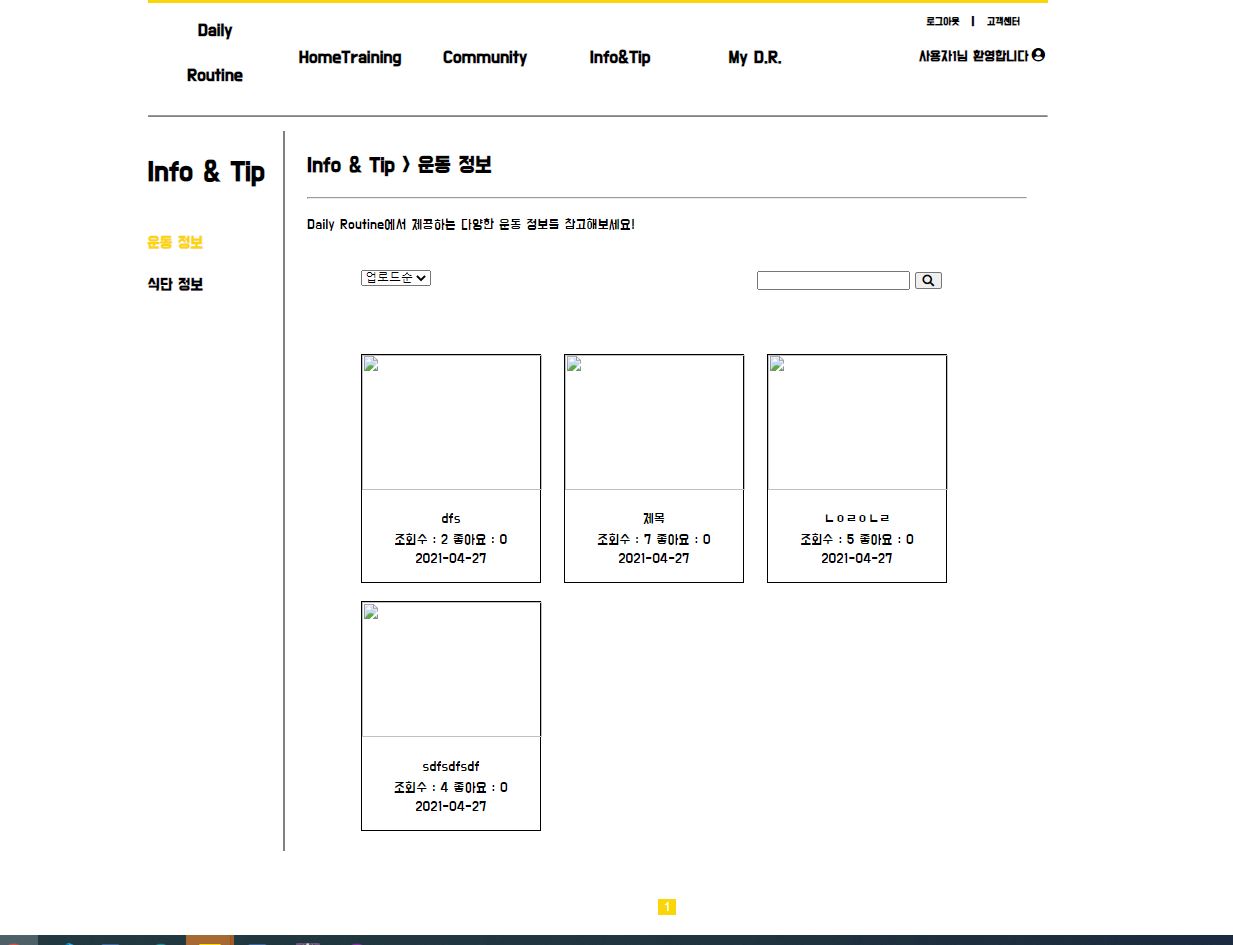 로그아웃 | 고객센터
Daily
Routine
HomeTraining Community Info&Tip My D.R.
사용자1님 환영합니다
Info & Tip
운동 정보
식단 정보
Info & Tip > 운동 정보
Daily Routine에서 제공하는 다양한 운동 정보를 참고해보세요!
업로드순
dfs
조회수 : 2 좋아요 : 0
2021-04-27
제목
조회수 : 7 좋아요 : 0
2021-04-27
ㄴㅇㄹㅇㄴㄹ
조회수 : 5 좋아요 : 0
2021-04-27
sdfsdfsdf
조회수 : 4 좋아요 : 0
2021-04-27
1